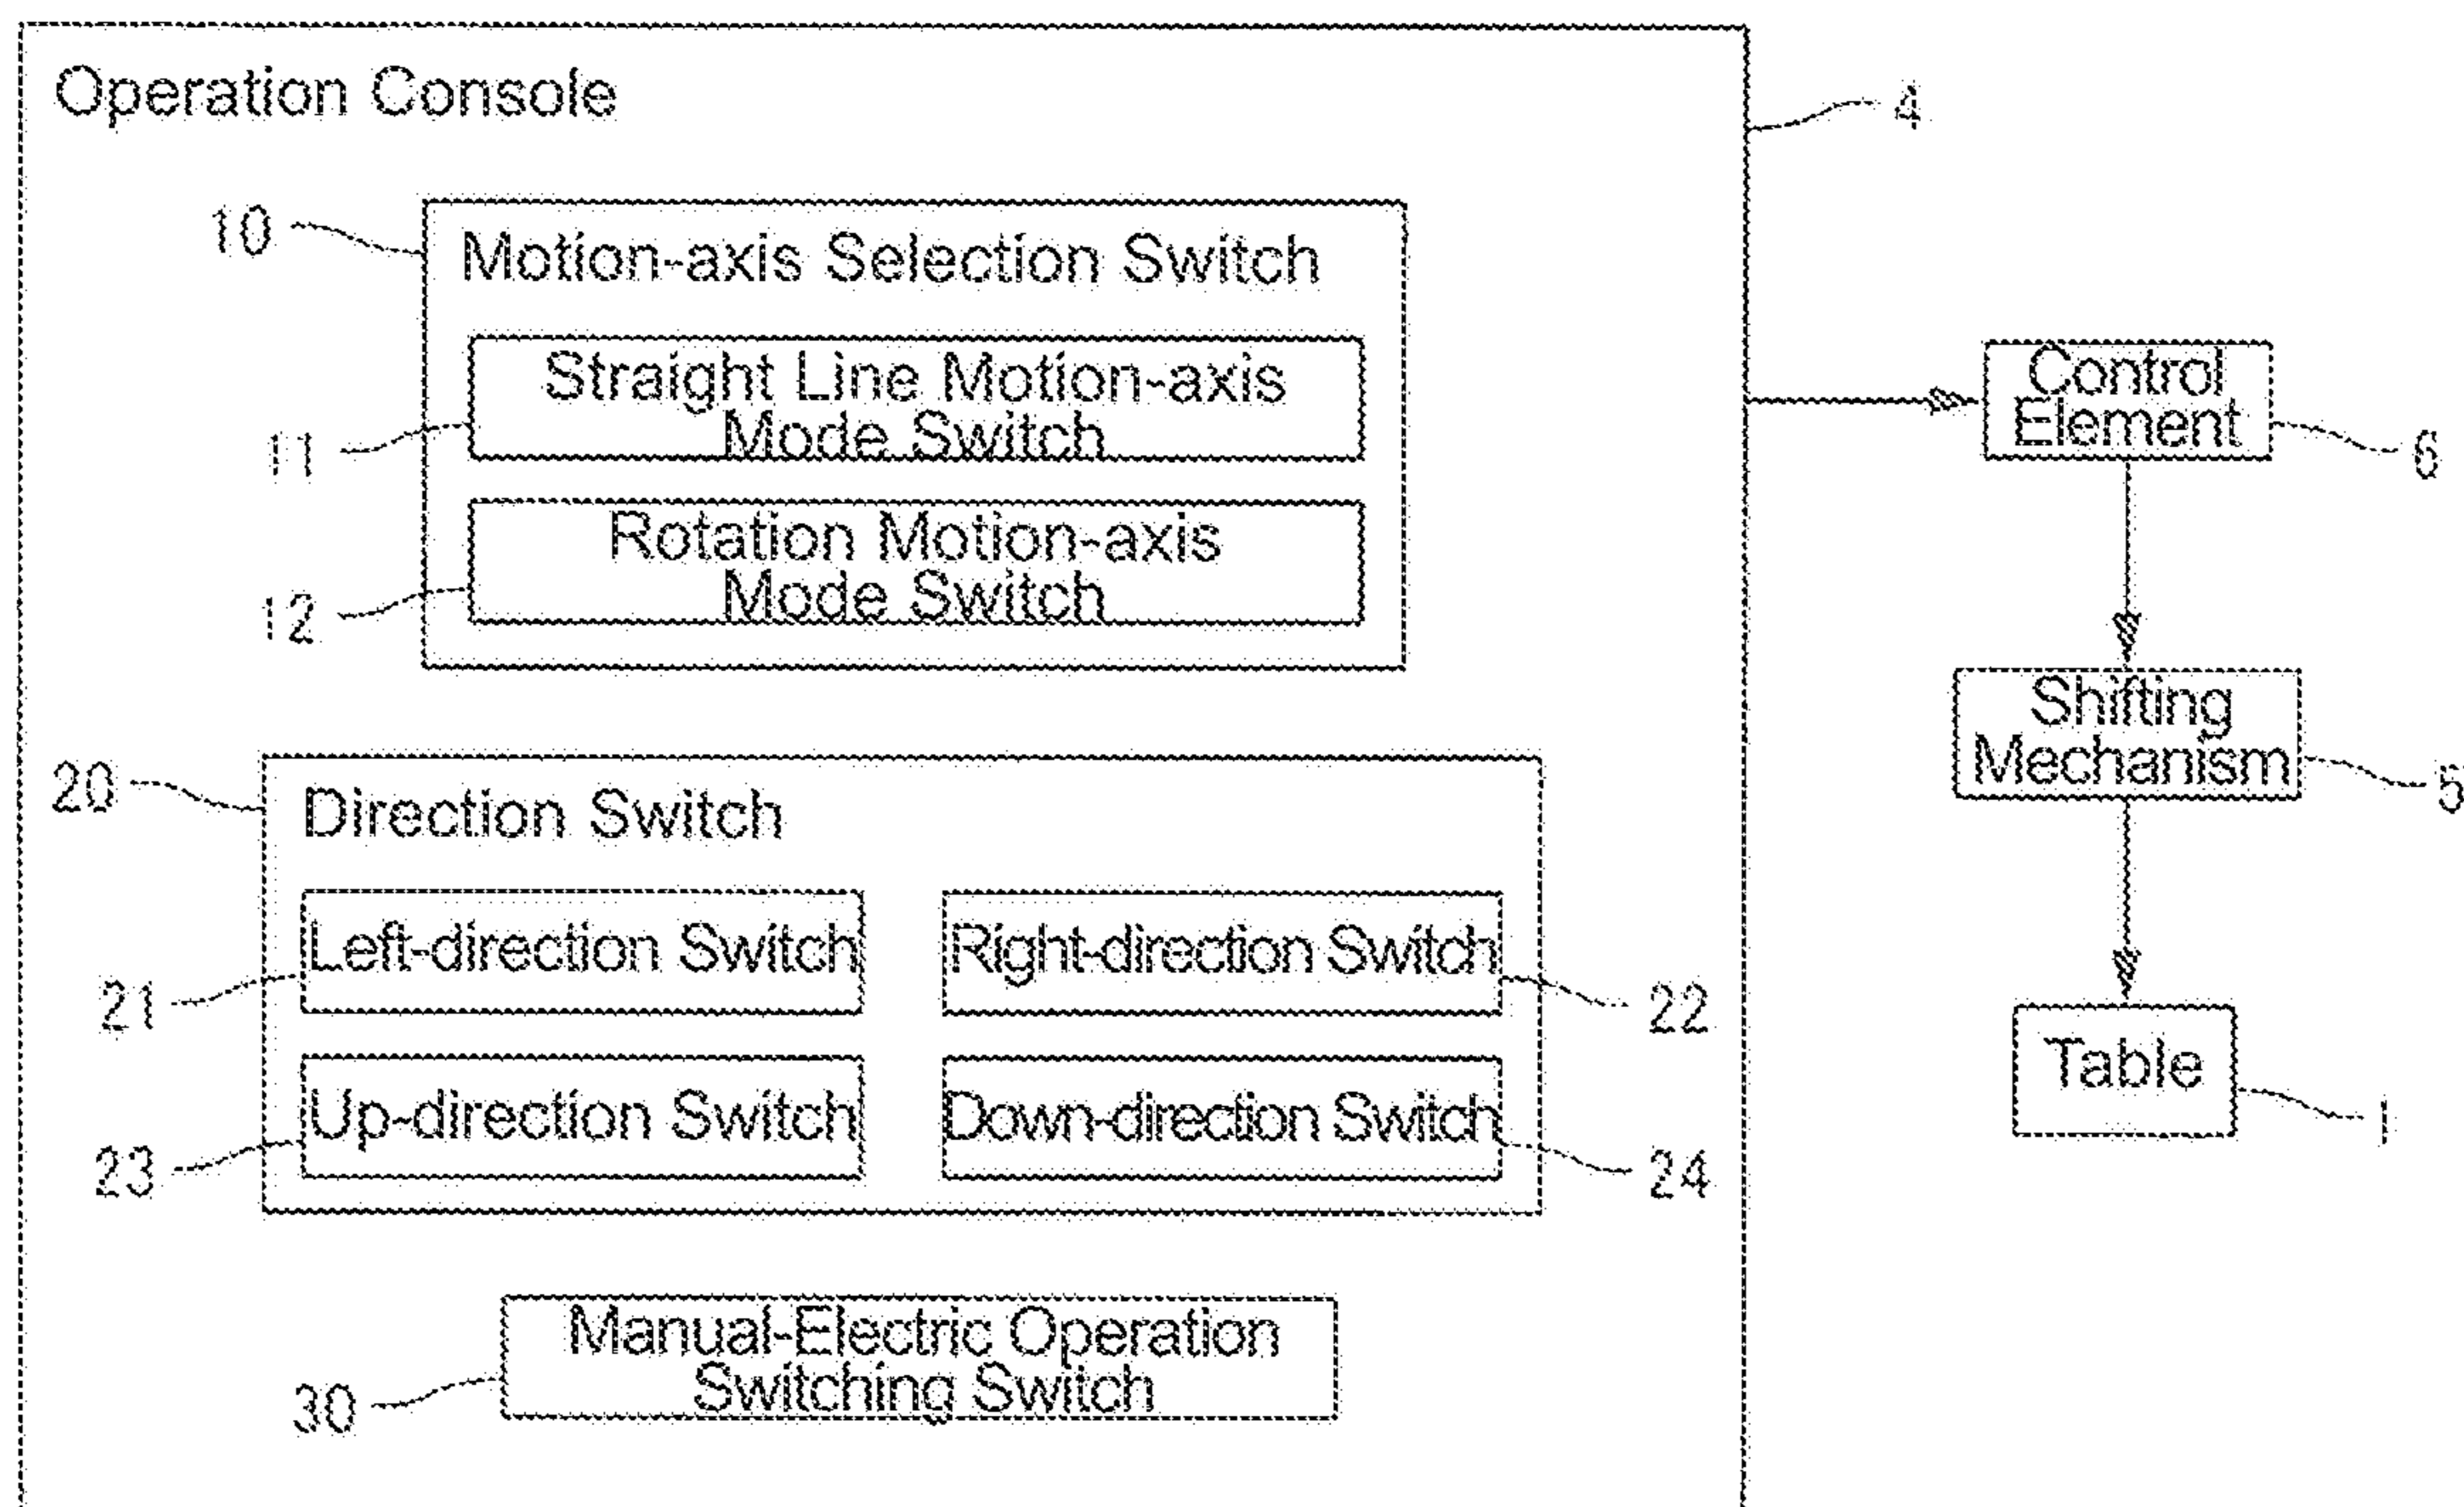 Operation Console
4
10
Motion-axis Selection Switch
Straight Line Motion-axis
Mode Switch
11
Rotation Motion-axis
Mode Switch
12
Control
Element
6
Shifting
Mechanism
5
20
Direction Switch
Left-direction Switch
21
Right-direction Switch
22
Up-direction Switch
23
Down-direction Switch
24
Table
1
Manual-Electric Operation
Switching Switch
30